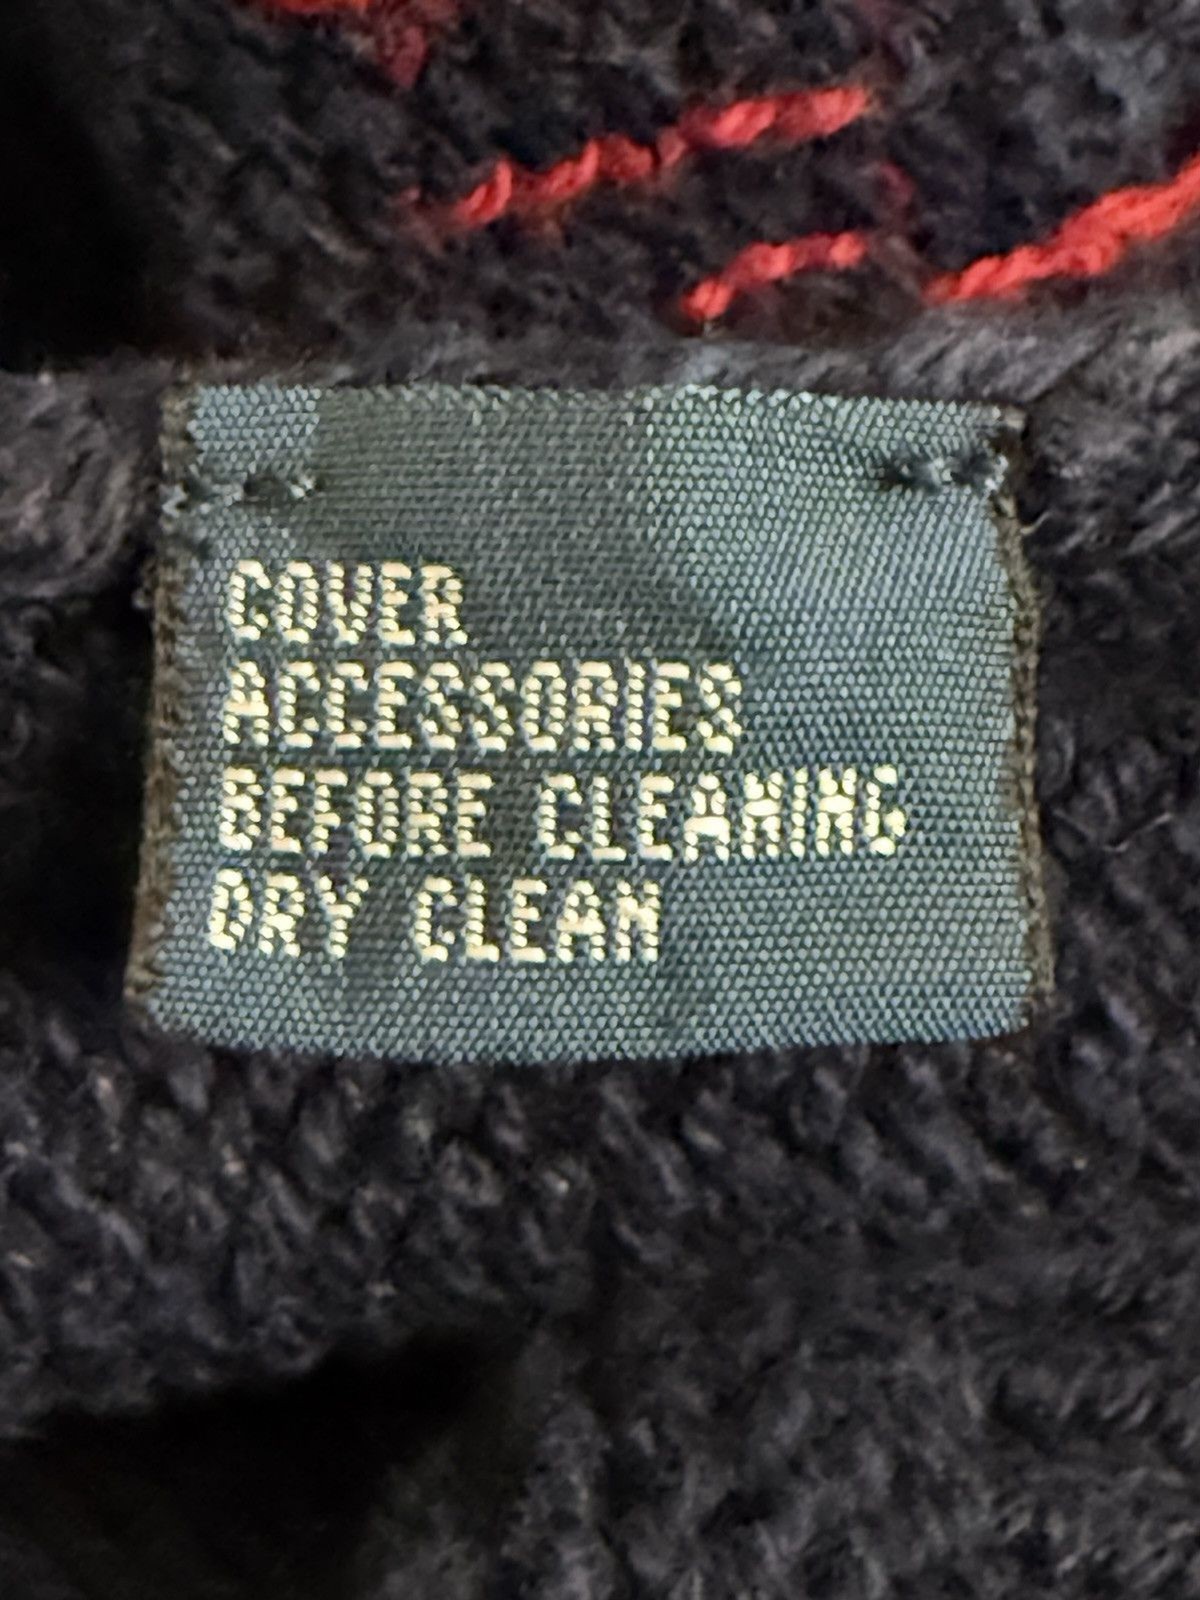 COVER
ACCESSORIES
BEFORE CLEANING
DRY CLEAN